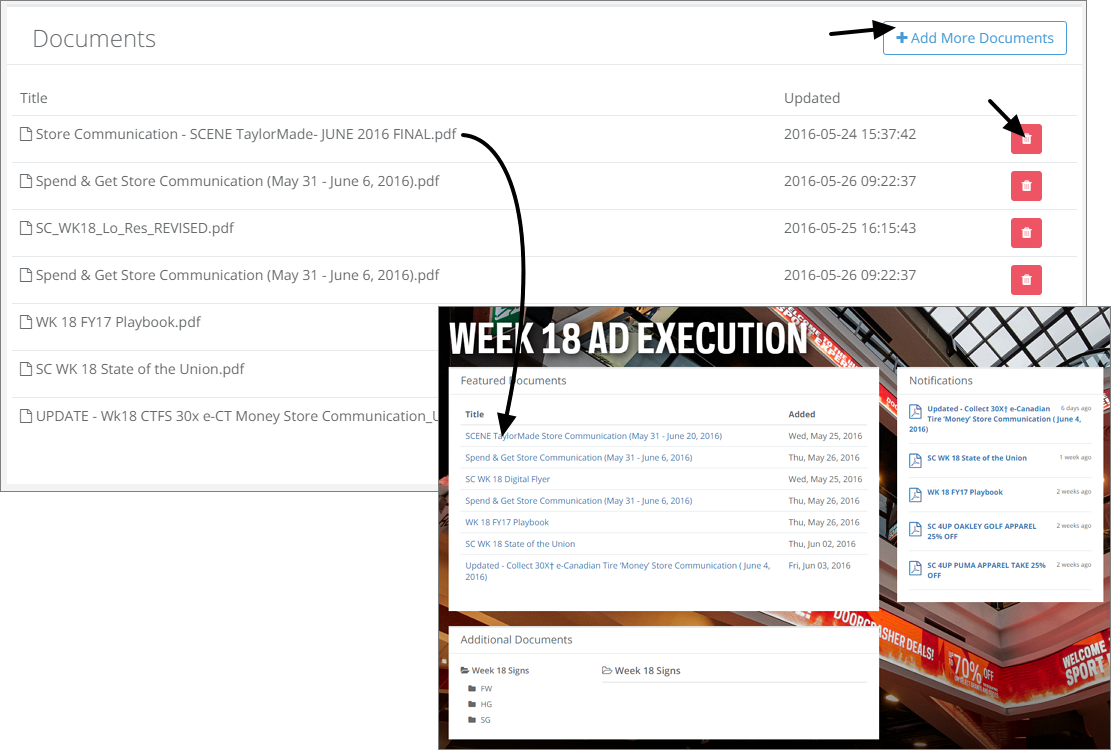 Documents
+ Add More Documents
Title Updated
Store Communication - SCENE TaylorMade- JUNE 2016 FINAL.pdf 2016-05-24 15:37:42
Spend & Get Store Communication (May 31 - June 6, 2016).pdf 2016-05-26 09:22:37
SC_WK18_Lo_Res_REVISED.pdf 2016-05-25 16:15:43
Spend & Get Store Communication (May 31 - June 6, 2016).pdf 2016-05-26 09:22:37
WK 18 FY17 Playbook.pdf
SC WK 18 State of the Union.pdf
UPDATE - Wk18 CTFS 30x e-CT Money Store Communication_
WEEK 18 AD EXECUTION
WELCOME TO THE
Featured Documents
Title Added
SCENE TaylorMade Store Communication (May 31 - June 20, 2016) Wed, May 25, 2016
Spend & Get Store Communication (May 31 - June 6, 2016) Thu, May 26, 2016
SC WK 18 Digital Flyer Wed, May 25, 2016
Spend & Get Store Communication (May 31 - June 6, 2016) Thu, May 26, 2016
WK 18 FY17 Playbook Thu, May 26, 2016
SC WK 18 State of the Union Thu, Jun 02, 2016
Updated - Collect 30X† e-Canadian Tire 'Money' Store Communication ( June 4, Fri, Jun 03, 2016
2016)
Notifications
Updated - Collect 30X† e-Canadian 6 days ago
Tire 'Money' Store Communication ( June 4,
2016)
SC WK 18 State of the Union 1 week ago
WK 18 FY17 Playbook 2 weeks ago
SC 4UP OAKLEY GOLF APPAREL 2 weeks ago
25% OFF
SC 4UP PUMA APPAREL TAKE 25% 2 weeks ago
OFF
DOORCRASHER DEALS!
70% OFF
WELCOME
SPORT
Additional Documents
Week 18 Signs
FW
HG
SG
Week 18 Signs